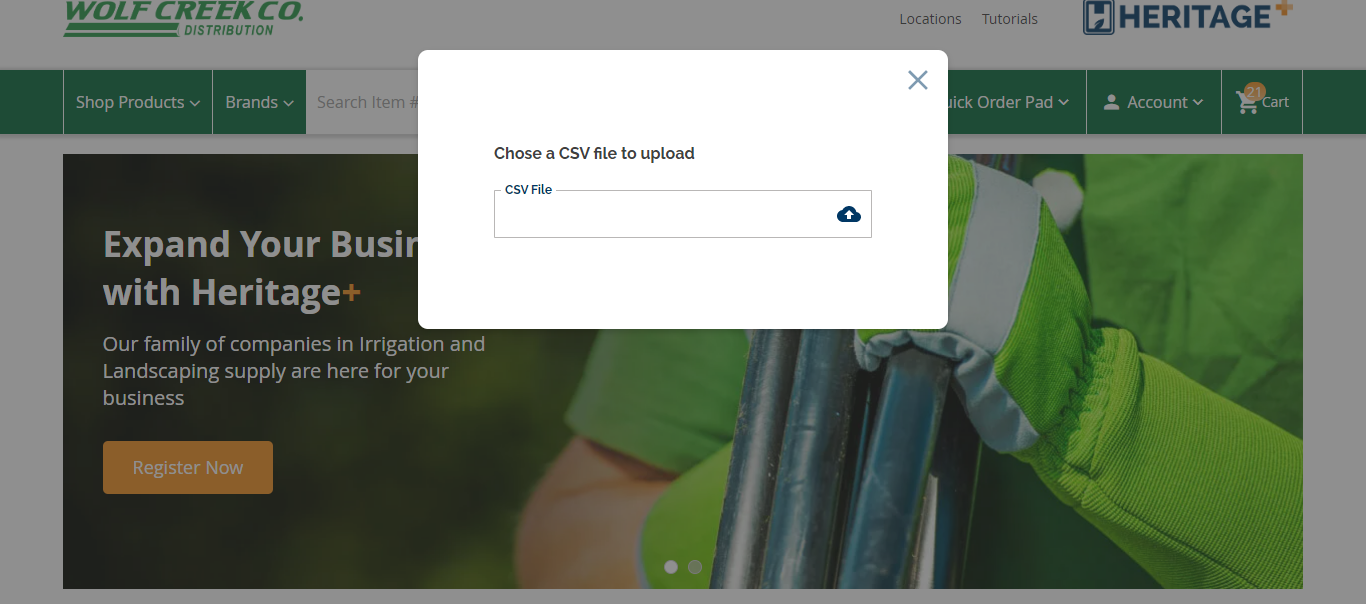 WOLF CREEK CO.
DISTRIBUTION
Locations
Tutorials
HERITAGE+
Shop Products
Brands
Search Item #
Order Pad
Account
21
Cart
Chose a CSV file to upload
CSV File
Expand Your
with Heritage+
Our family of companies in Irrigation and
Landscaping supply are here for your
business
Register Now